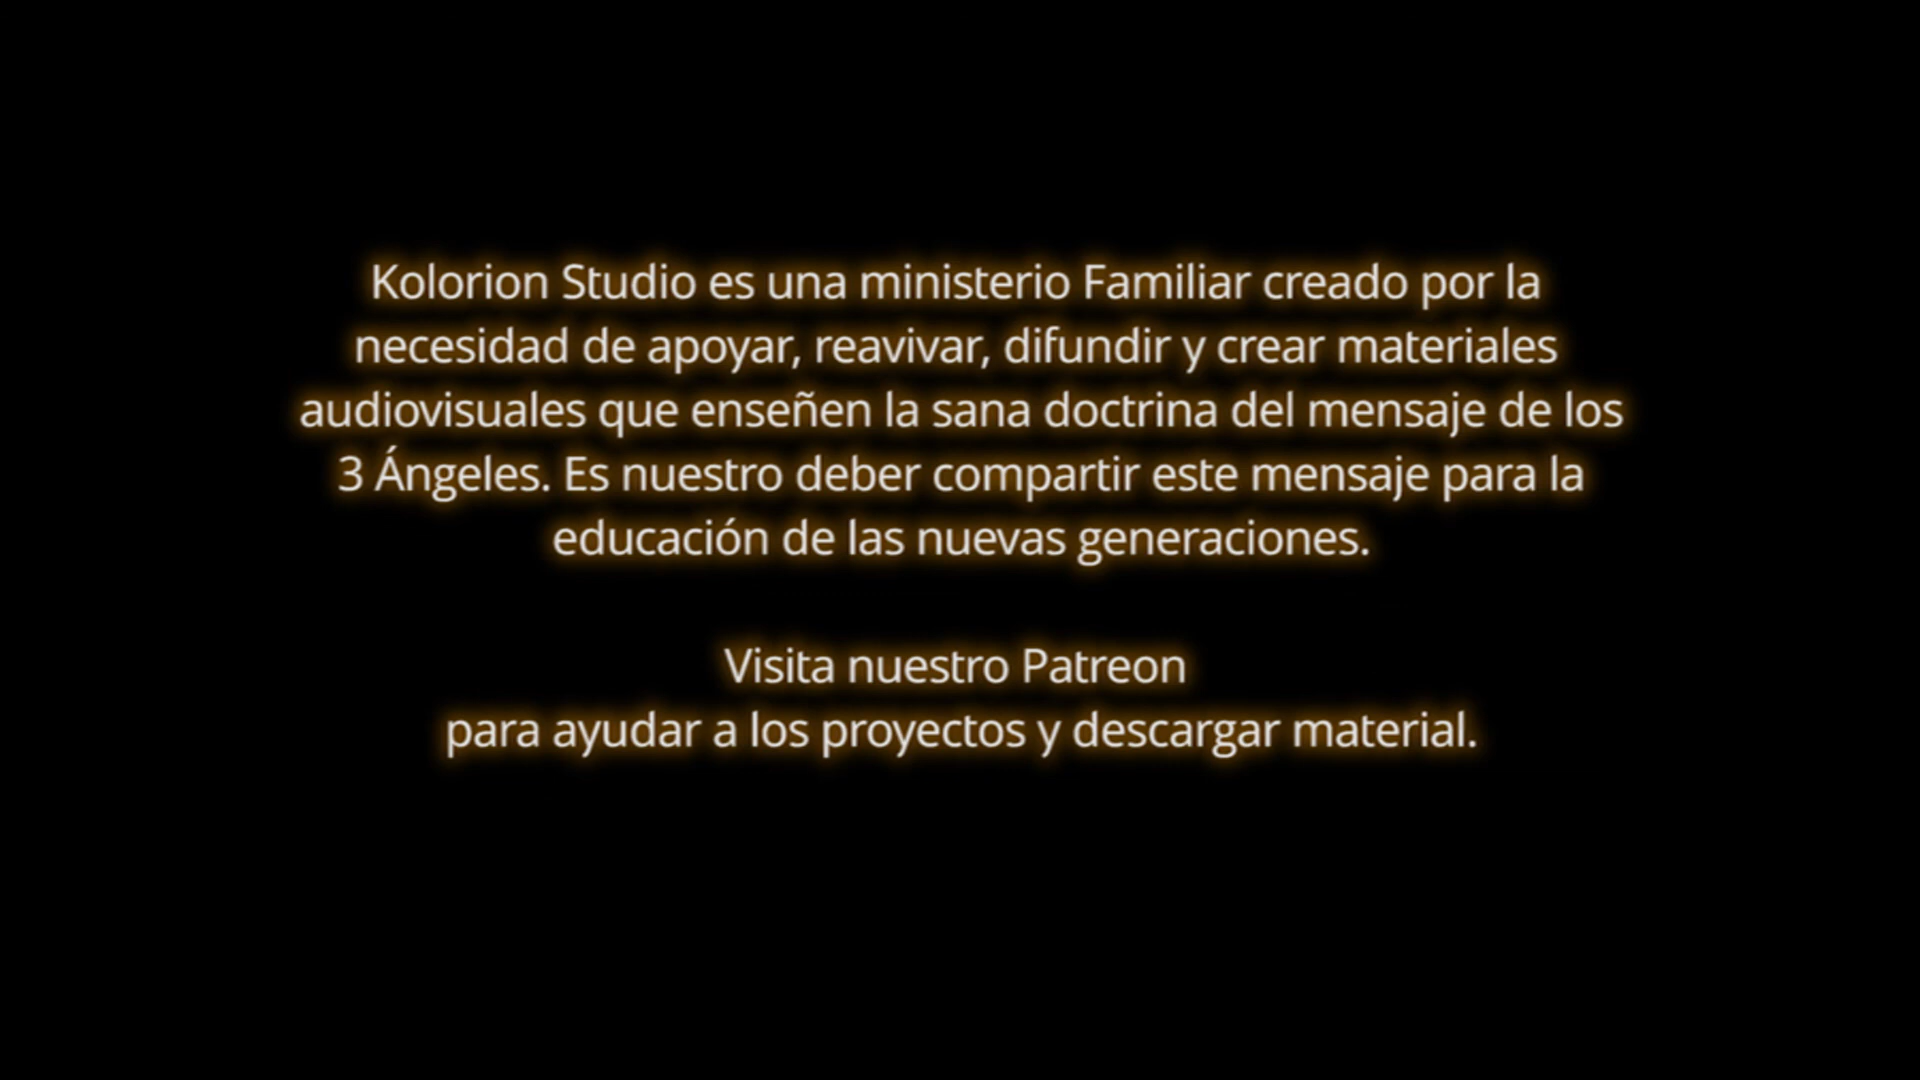 Kolorion Studio es una ministerio Familiar creado por la
necesidad de apoyar, reavivar, difundir y crear materiales
audiovisuales que enseñen la sana doctrina del mensaje de los
3 Ángeles. Es nuestro deber compartir este mensaje para la
educación de las nuevas generaciones.
Visita nuestro Patreon
para ayudar a los proyectos y descargar material.